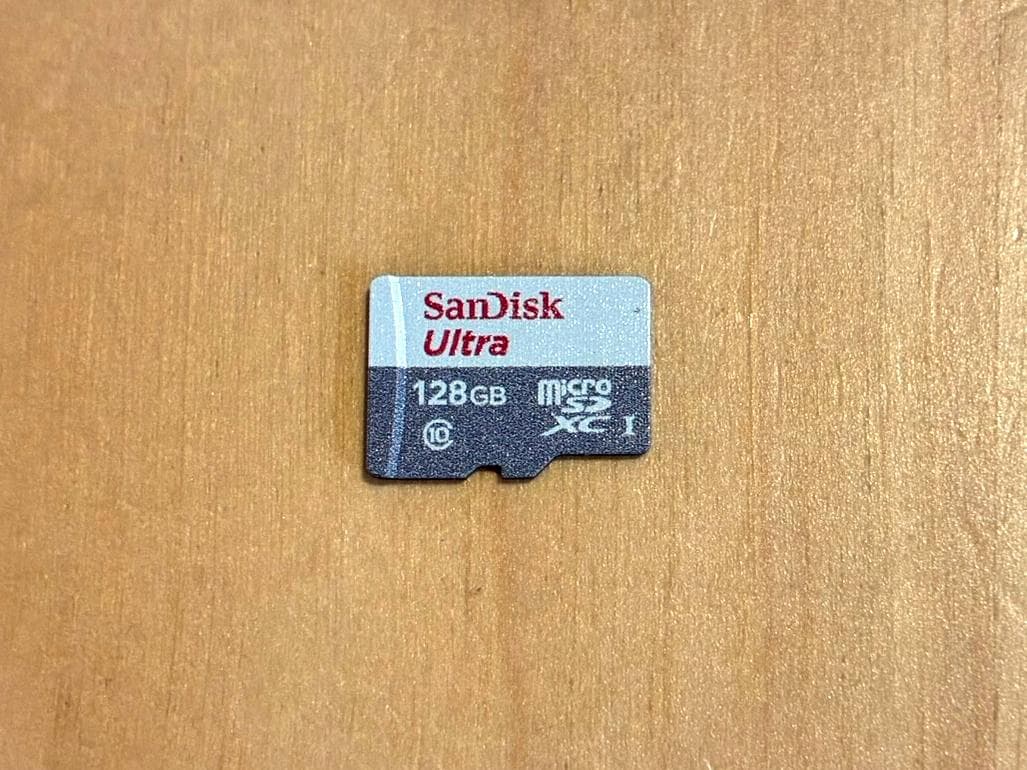 SanDisk
Ultra
128GB
micro
SD
XC I
10